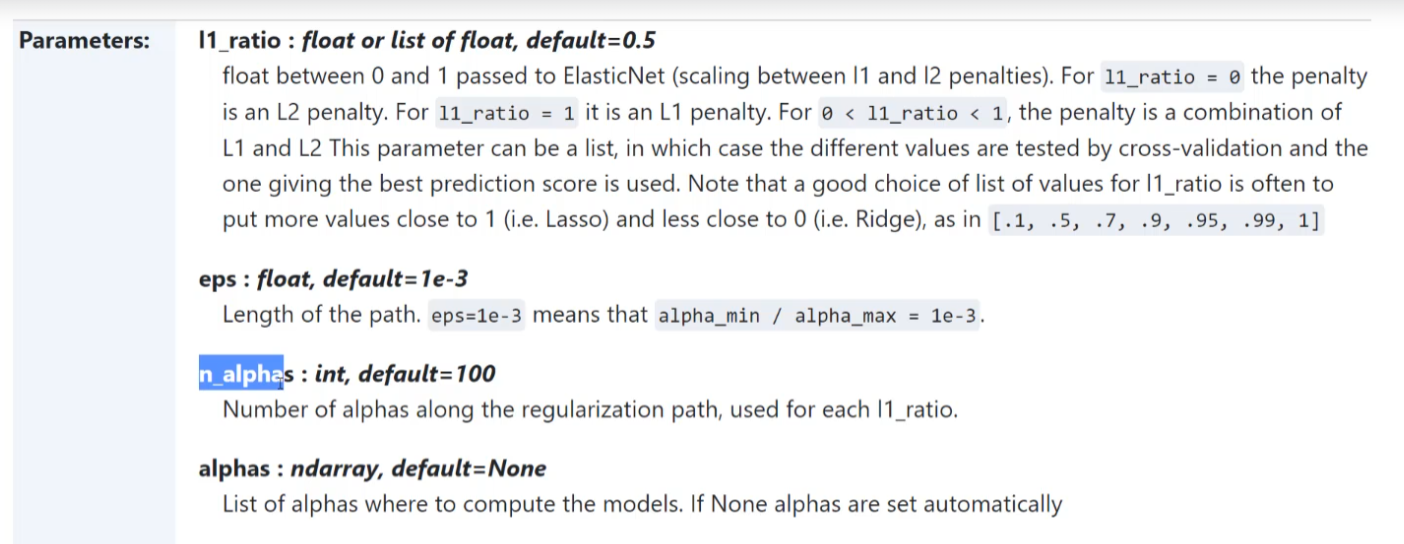 Parameters:
l1_ratio : float or list of float, default=0.5
float between 0 and 1 passed to ElasticNet (scaling between l1 and l2 penalties). For l1_ratio = 0 the penalty
is an L2 penalty. For l1_ratio = 1 it is an L1 penalty. For 0 < l1_ratio < 1, the penalty is a combination of
L1 and L2 This parameter can be a list, in which case the different values are tested by cross-validation and the
one giving the best prediction score is used. Note that a good choice of list of values for l1_ratio is often to
put more values close to 1 (i.e. Lasso) and less close to 0 (i.e. Ridge), as in [.1, .5, .7, .9, .95, .99, 1]
eps : float, default=1e-3
Length of the path. eps=1e-3 means that alpha_min / alpha_max = 1e-3.
n_alphas : int, default=100
Number of alphas along the regularization path, used for each l1_ratio.
alphas : ndarray, default=None
List of alphas where to compute the models. If None alphas are set automatically